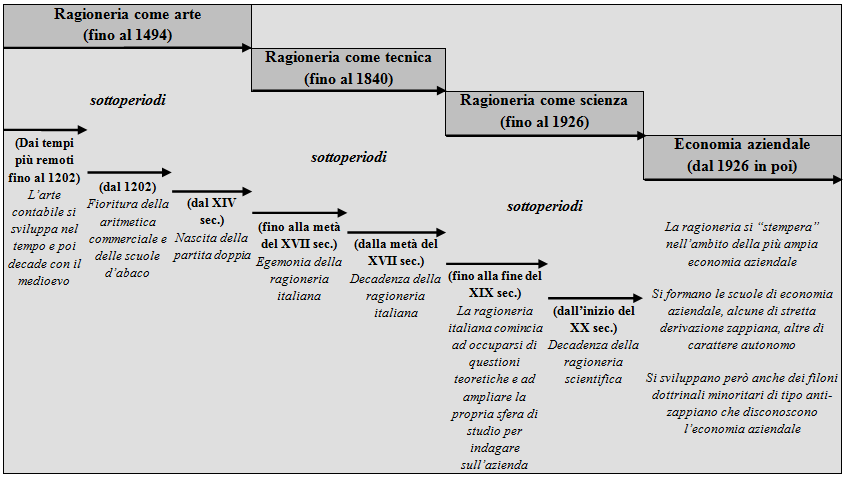 Ragioneria come arte
(fino al 1494)
Ragioneria come tecnica
(fino al 1840)
Ragioneria come scienza
(fino al 1926)
Economia aziendale
(dal 1926 in poi)
sottoperiodi
(Dai tempi
più remoti
fino al 1202)
L’arte
contabile si
sviluppa nel
tempo e poi
decade con il
medioevo
(dal 1202)
Fioritura della
aritmetica
commerciale e
delle scuole
d’abaco
(dal XIV
sec.)
Nascita della
partita doppia
sottoperiodi
(fino alla metà
del XVII sec.)
Egemonia della
ragioneria
italiana
(dalla metà del
XVII sec.)
Decadenza della
ragioneria
italiana
sottoperiodi
(fino alla fine del
XIX sec.)
La ragioneria
italiana comincia
ad occuparsi di
questioni
teoretiche e ad
ampliare la
propria sfera di
studio per
indagare
sull’azienda
(dall’inizio del
XX sec.)
Decadenza della
ragioneria
scientifica
La ragioneria si “stempera”
nell’ambito della più ampia
economia aziendale
Si formano le scuole di economia
aziendale, alcune di stretta
derivazione zappiana, altre di
carattere autonomo
Si sviluppano però anche dei filoni
dottrinali minoritari di tipo anti-
zappiano che disconoscono
l’economia aziendale